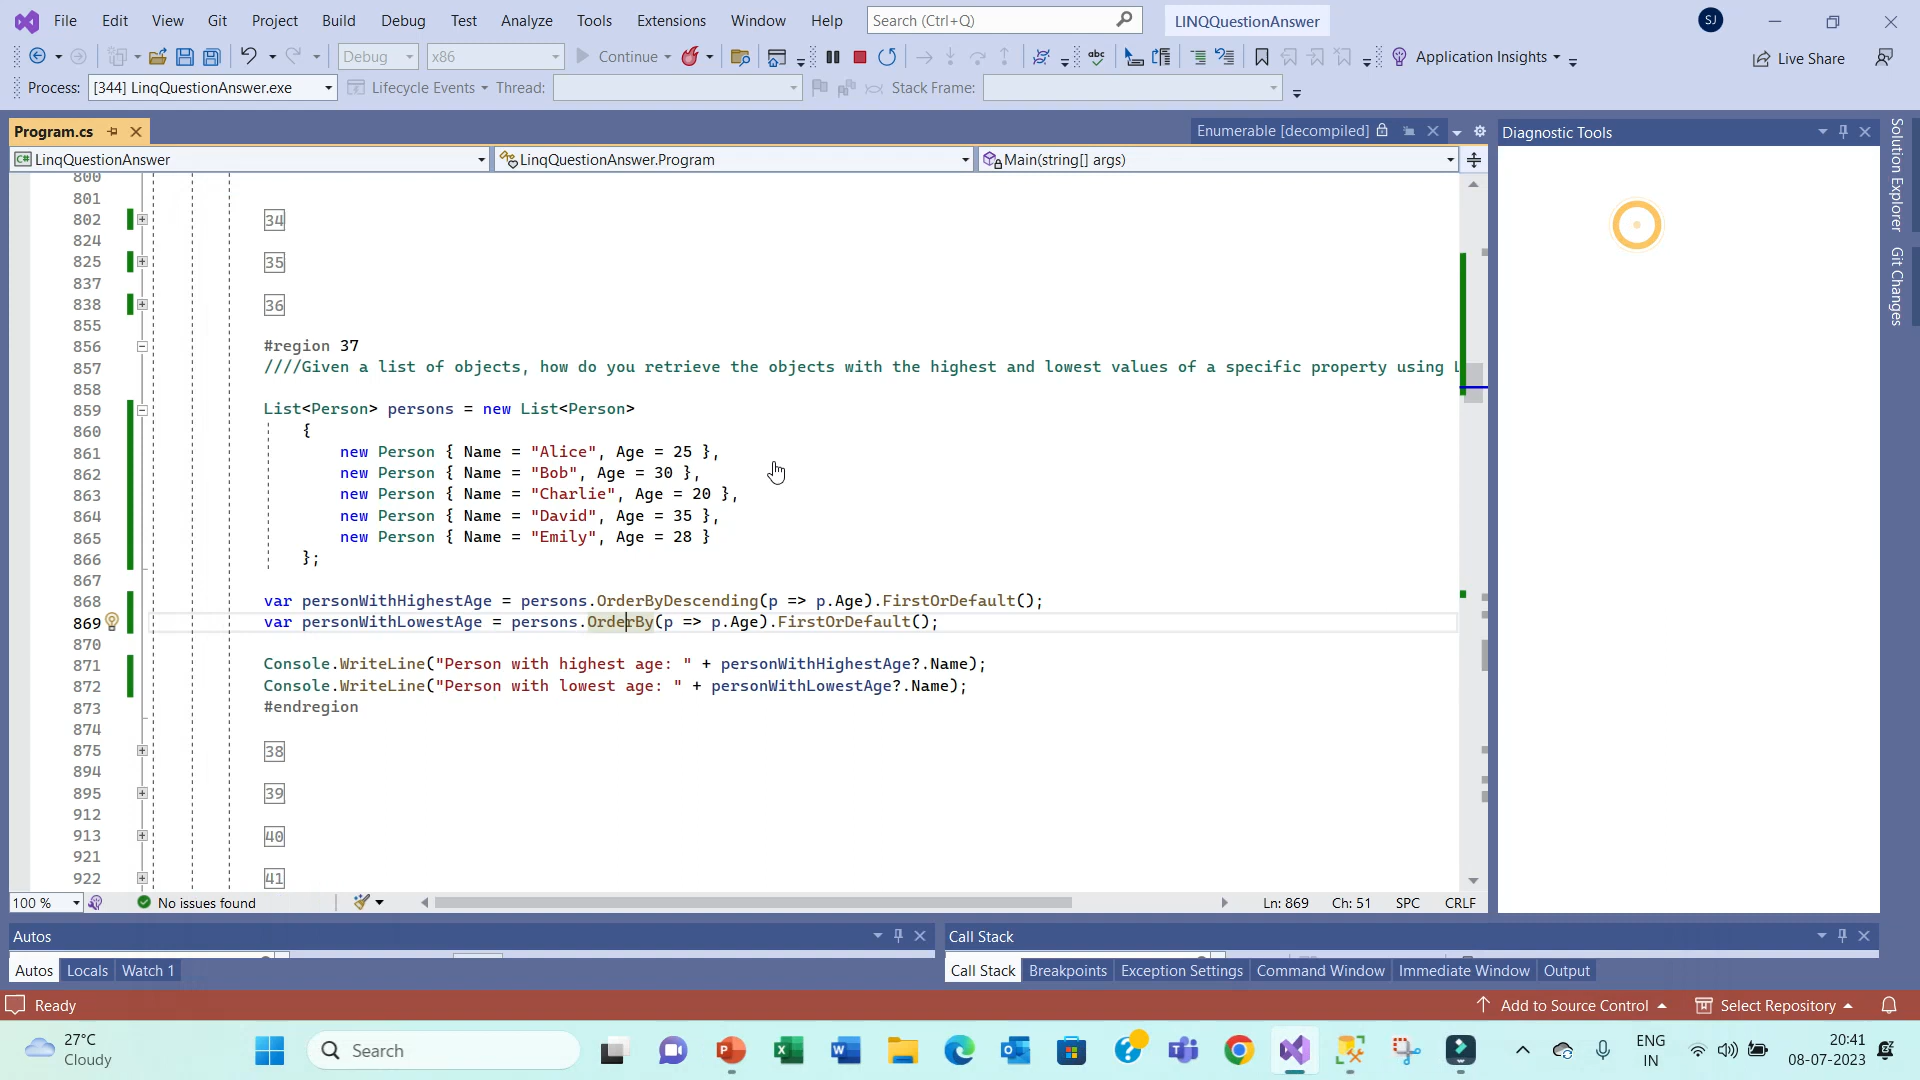 File Edit View Git Project Build Debug Test Analyze Tools Extensions Window Help Search (Ctrl+Q) LINQQuestionAnswer SJ
Debug x86 Continue abc Application Insights Live Share
Process: [344] LinqQuestionAnswer.exe Lifecycle Events Thread: Stack Frame:
Program.cs Enumerable [decompiled] Diagnostic Tools
C# LinqQuestionAnswer LinqQuestionAnswer.Program Main(string[] args)
800
801
802 34
824
825 35
837
838 36
855
856 #region 37
857 ////Given a list of objects, how do you retrieve the objects with the highest and lowest values of a specific property using
858
859 List<Person> persons = new List<Person>
860 {
861 new Person { Name = "Alice", Age = 25 },
862 new Person { Name = "Bob", Age = 30 },
863 new Person { Name = "Charlie", Age = 20 },
864 new Person { Name = "David", Age = 35 },
865 new Person { Name = "Emily", Age = 28 }
866 };
867
868 var personWithHighestAge = persons.OrderByDescending(p => p.Age).FirstOrDefault();
869 var personWithLowestAge = persons.OrderBy(p => p.Age).FirstOrDefault();
870
871 Console.WriteLine("Person with highest age: " + personWithHighestAge?.Name);
872 Console.WriteLine("Person with lowest age: " + personWithLowestAge?.Name);
873 #endregion
874
875 38
894
895 39
912
913 40
921
922 41
Solution Explorer
Git Changes
100 % No issues found Ln: 869 Ch: 51 SPC CRLF
Autos Call Stack
Autos Locals Watch 1 Call Stack Breakpoints Exception Settings Command Window Immediate Window Output
Ready Add to Source Control Select Repository
27°C
Cloudy
Search
ENG
IN
20:41
08-07-2023